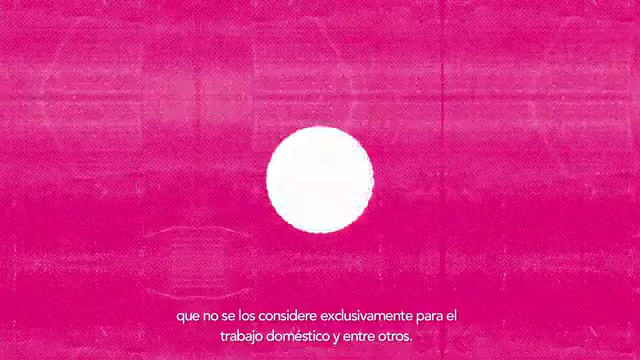 que no se los considere exclusivamente para el
trabajo doméstico y entre otros.